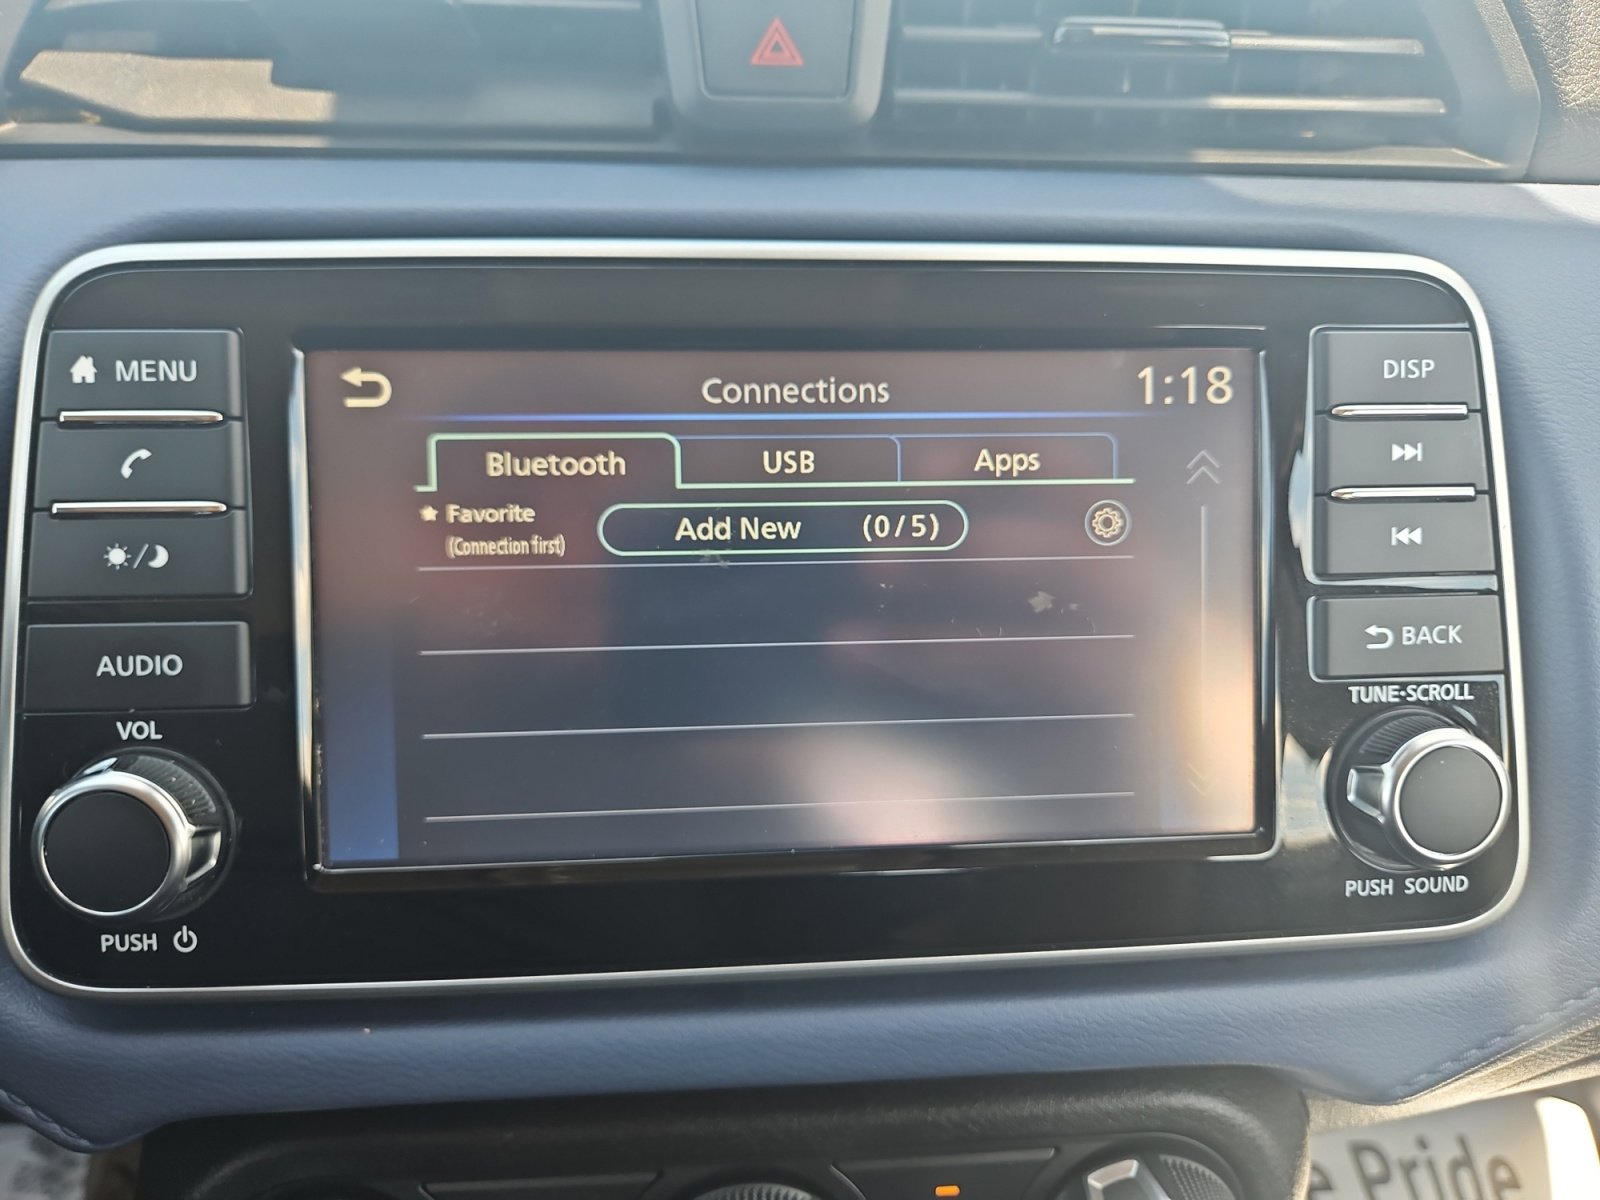 MENU
AUDIO
VOL
PUSH
Connections
1:18
Bluetooth
USB
Apps
Favorite
(Connection first)
Add New (0/5)
DISP
BACK
TUNE·SCROLL
PUSH SOUND
Pride